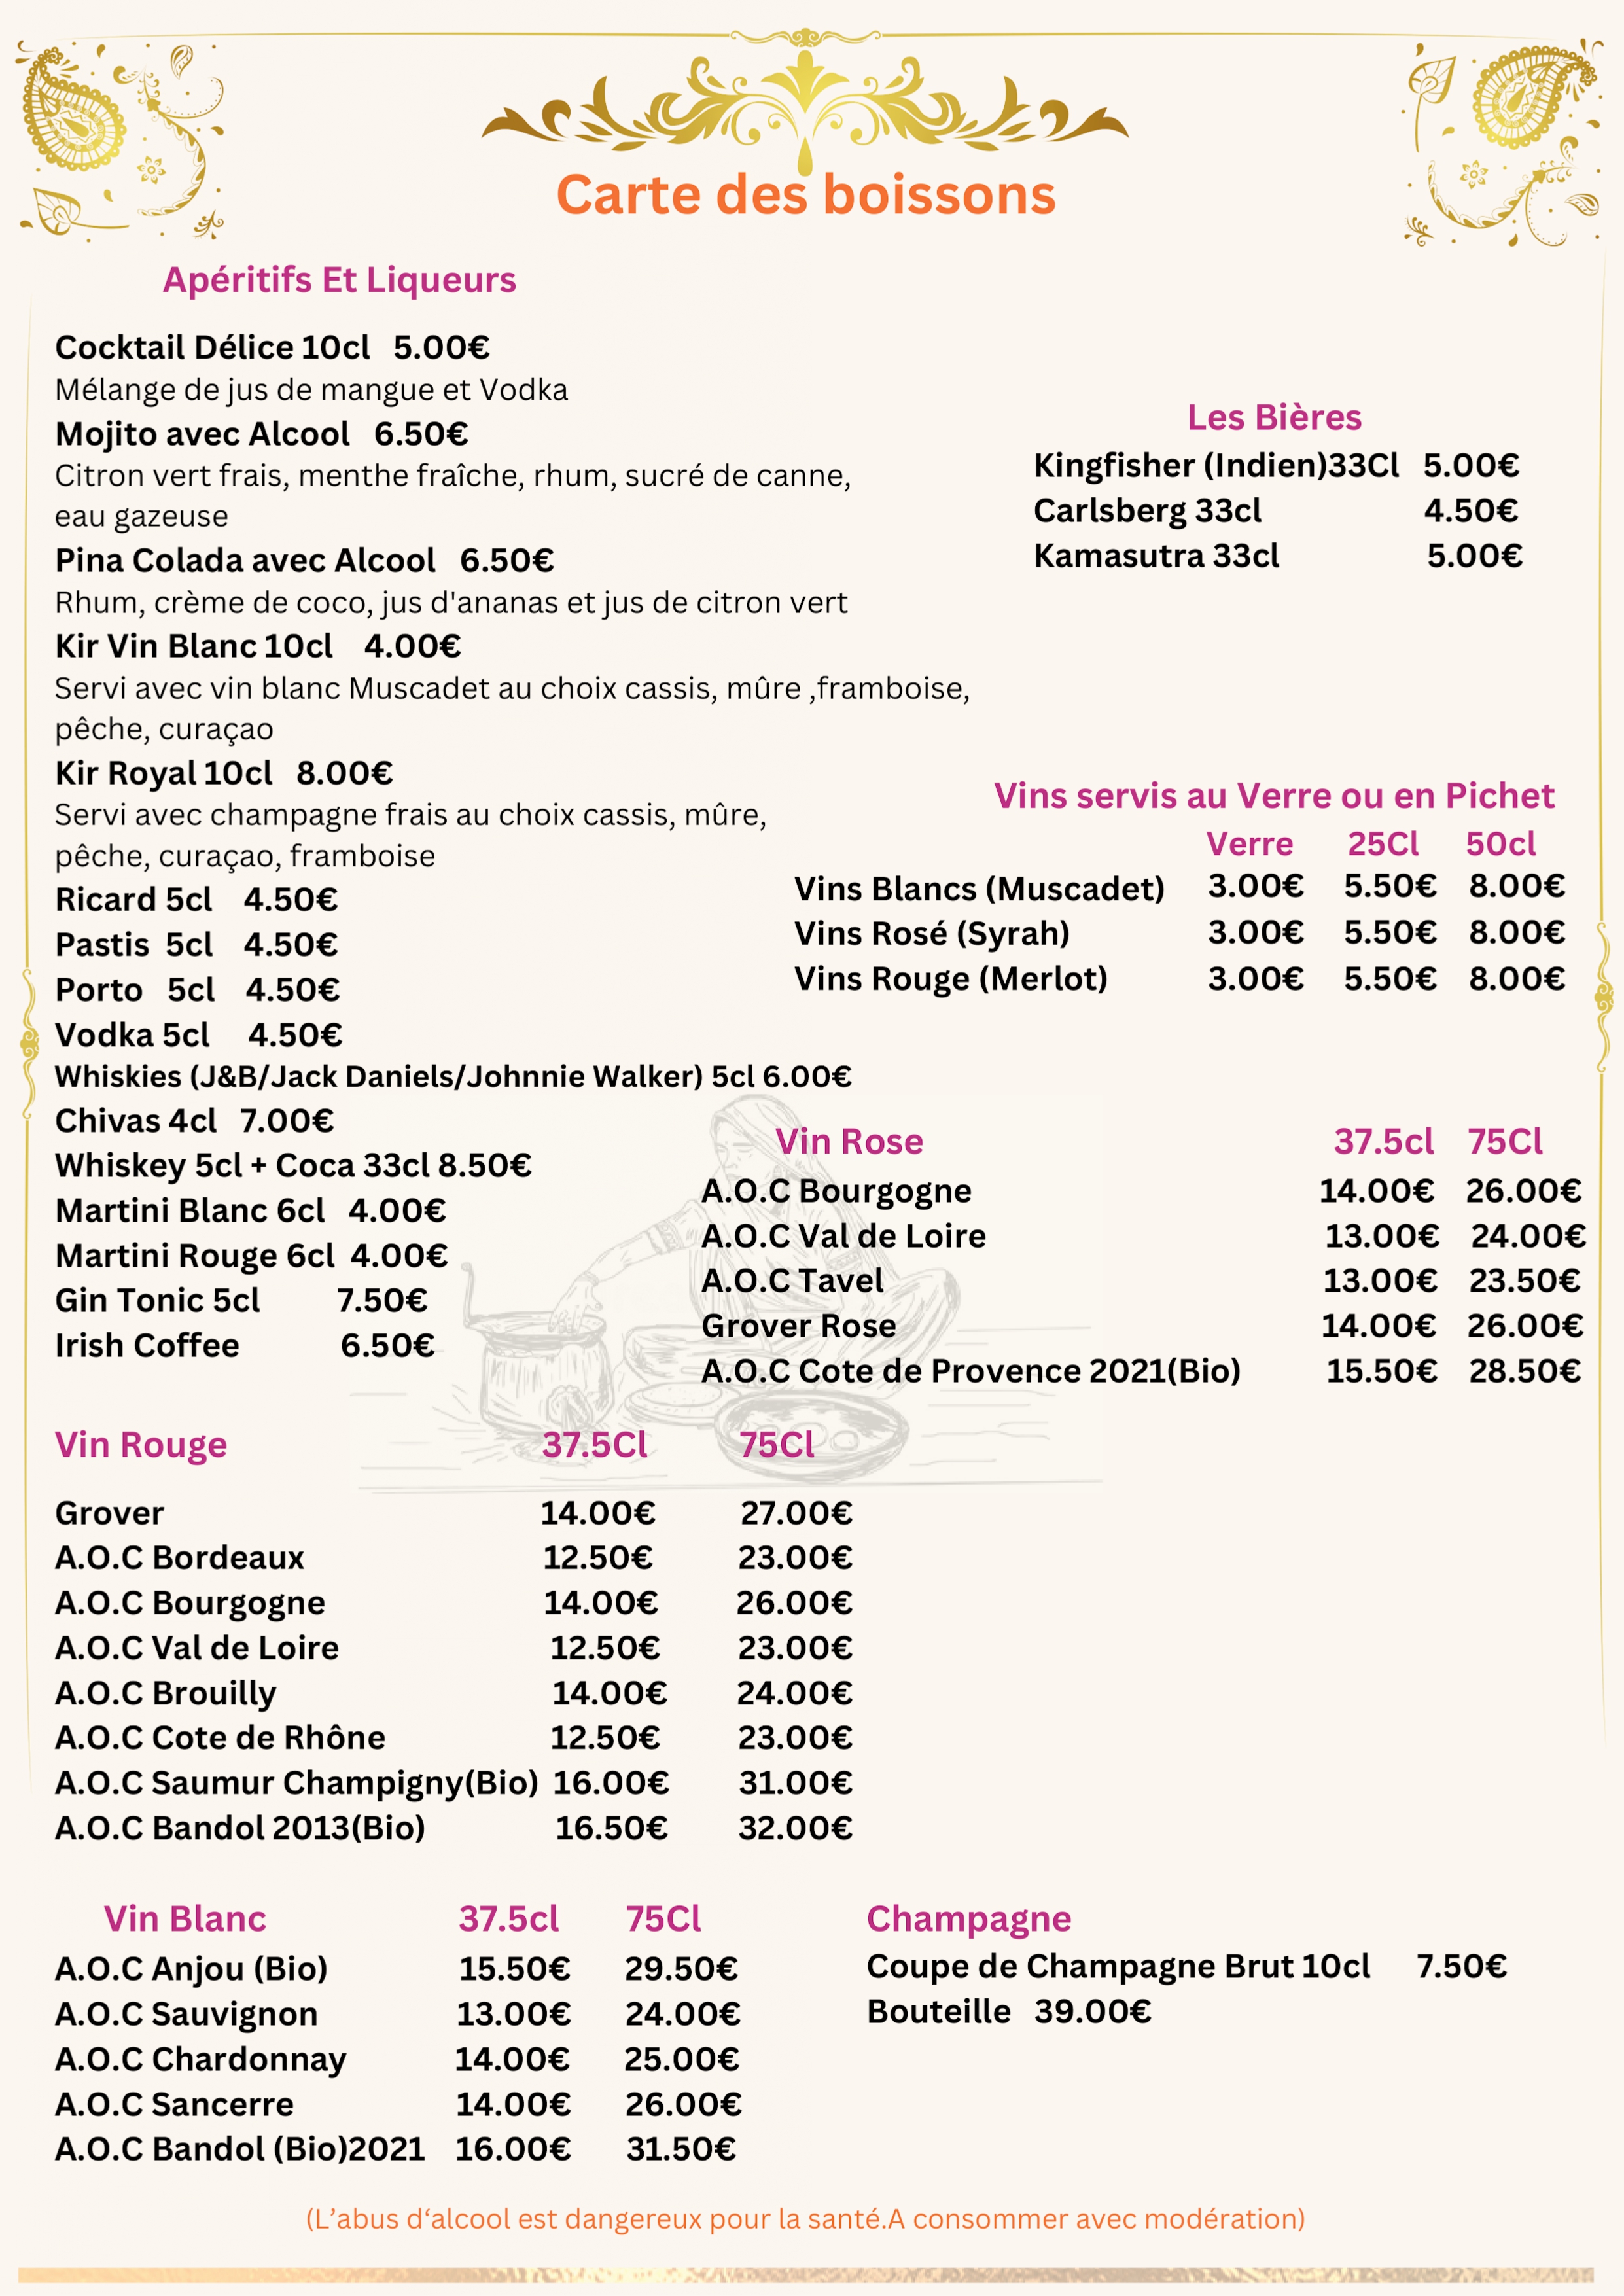 Carte des boissons
Apéritifs Et Liqueurs
Cocktail Délice 10cl 5.00€
Mélange de jus de mangue et Vodka
Mojito avec Alcool 6.50€
Citron vert frais, menthe fraîche, rhum, sucré de canne,
eau gazeuse
Pina Colada avec Alcool 6.50€
Rhum, crème de coco, jus d'ananas et jus de citron vert
Kir Vin Blanc 10cl 4.00€
Servi avec vin blanc Muscadet au choix cassis, mûre ,framboise,
pêche, curaçao
Kir Royal 10cl 8.00€
Servi avec champagne frais au choix cassis, mûre,
pêche, curaçao, framboise
Ricard 5cl 4.50€
Pastis 5cl 4.50€
Porto 5cl 4.50€
Vodka 5cl 4.50€
Whiskies (J&B/Jack Daniels/Johnnie Walker) 5cl 6.00€
Chivas 4cl 7.00€
Whiskey 5cl + Coca 33cl 8.50€
Martini Blanc 6cl 4.00€
Martini Rouge 6cl 4.00€
Gin Tonic 5cl 7.50€
Irish Coffee 6.50€
Les Bières
Kingfisher (Indien)33Cl 5.00€
Carlsberg 33cl 4.50€
Kamasutra 33cl 5.00€
Vins servis au Verre ou en Pichet
Verre 25Cl 50cl
Vins Blancs (Muscadet) 3.00€ 5.50€ 8.00€
Vins Rosé (Syrah) 3.00€ 5.50€ 8.00€
Vins Rouge (Merlot) 3.00€ 5.50€ 8.00€
Vin Rose 37.5cl 75Cl
A.O.C Bourgogne 14.00€ 26.00€
A.O.C Val de Loire 13.00€ 24.00€
A.O.C Tavel 13.00€ 23.50€
Grover Rose 14.00€ 26.00€
A.O.C Cote de Provence 2021(Bio) 15.50€ 28.50€
Vin Rouge 37.5Cl 75Cl
Grover 14.00€ 27.00€
A.O.C Bordeaux 12.50€ 23.00€
A.O.C Bourgogne 14.00€ 26.00€
A.O.C Val de Loire 12.50€ 23.00€
A.O.C Brouilly 14.00€ 24.00€
A.O.C Cote de Rhône 12.50€ 23.00€
A.O.C Saumur Champigny(Bio) 16.00€ 31.00€
A.O.C Bandol 2013(Bio) 16.50€ 32.00€
Vin Blanc 37.5cl 75Cl
A.O.C Anjou (Bio) 15.50€ 29.50€
A.O.C Sauvignon 13.00€ 24.00€
A.O.C Chardonnay 14.00€ 25.00€
A.O.C Sancerre 14.00€ 26.00€
A.O.C Bandol (Bio)2021 16.00€ 31.50€
Champagne
Coupe de Champagne Brut 10cl 7.50€
Bouteille 39.00€
(L’abus d‘alcool est dangereux pour la santé.A consommer avec modération)